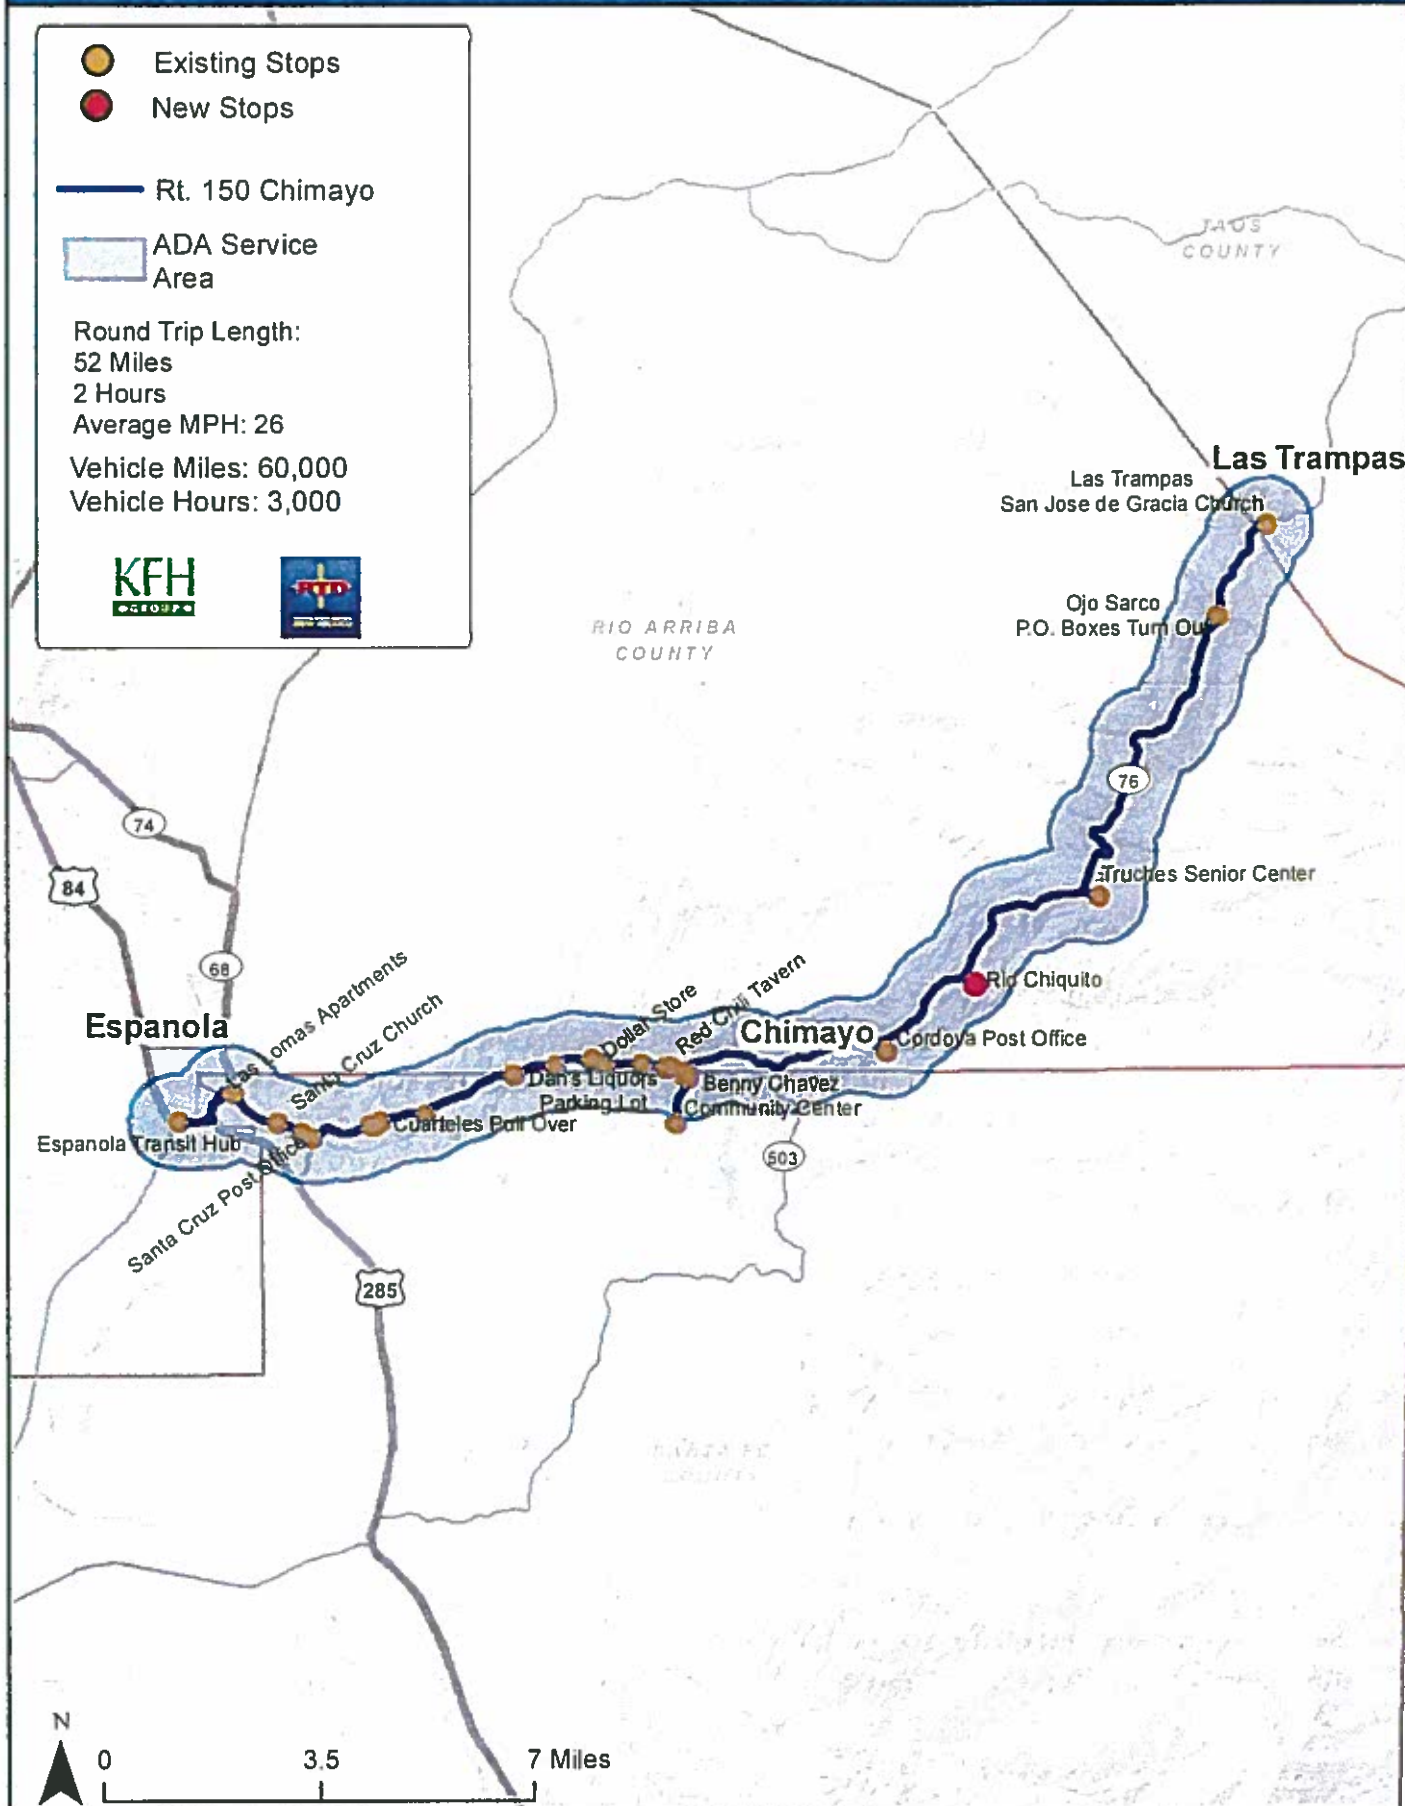 Existing Stops
New Stops
Rt. 150 Chimayo
ADA Service
Area
Round Trip Length:
52 Miles
2 Hours
Average MPH: 26
Vehicle Miles: 60,000
Vehicle Hours: 3,000
KFH
GROUP
RTD
TAOS
COUNTY
Las Trampas
Las Trampas
San Jose de Gracia Church
Ojo Sarco
P.O. Boxes Turn Out
RIO ARRIBA
COUNTY
76
74
84
Truches Senior Center
68
Rio Chiquito
Espanola
Las Lomas Apartments
Santa Cruz Church
Dollar Store
Red Chili Tavern
Chimayo
Cordova Post Office
Dan's Liquors
Parking Lot
Benny Chavez
Community Center
Cuarteles Pull Over
Espanola Transit Hub
Santa Cruz Post Office
503
285
N
0
3.5
7 Miles